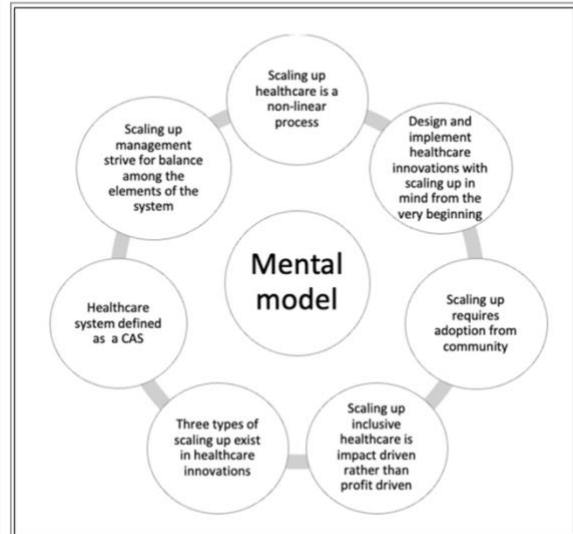 Scaling up
healthcare is a
non-linear
process
Design and
implement
healthcare
innovations with
scaling up in
mind from the
very beginning
Scaling up
requires
adoption from
community
Scaling up
inclusive
healthcare is
impact driven
rather than
profit driven
Three types of
scaling up exist
in healthcare
innovations
Healthcare
system defined
as a CAS
Scaling up
management
strive for balance
among the
elements of the
system
Mental
model